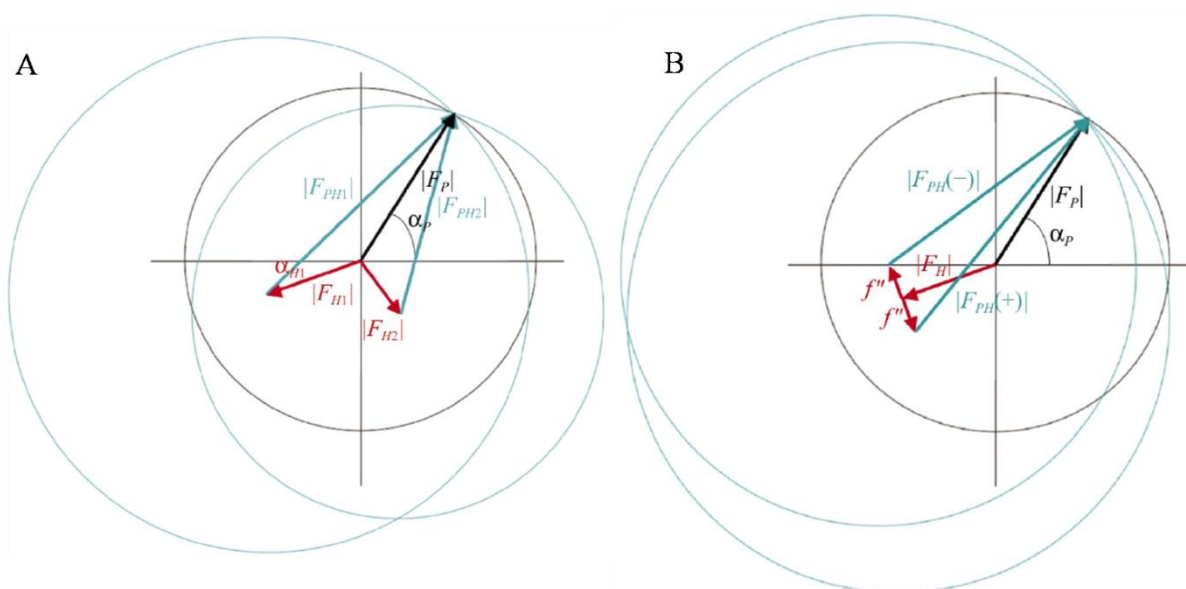 A
|F_PH1|
|F_P|
|F_PH2|
α_P
α_H1
|F_H1|
|F_H2|
B
|F_PH(−)|
|F_P|
α_P
|F_H|
f″
f″
|F_PH(+)|